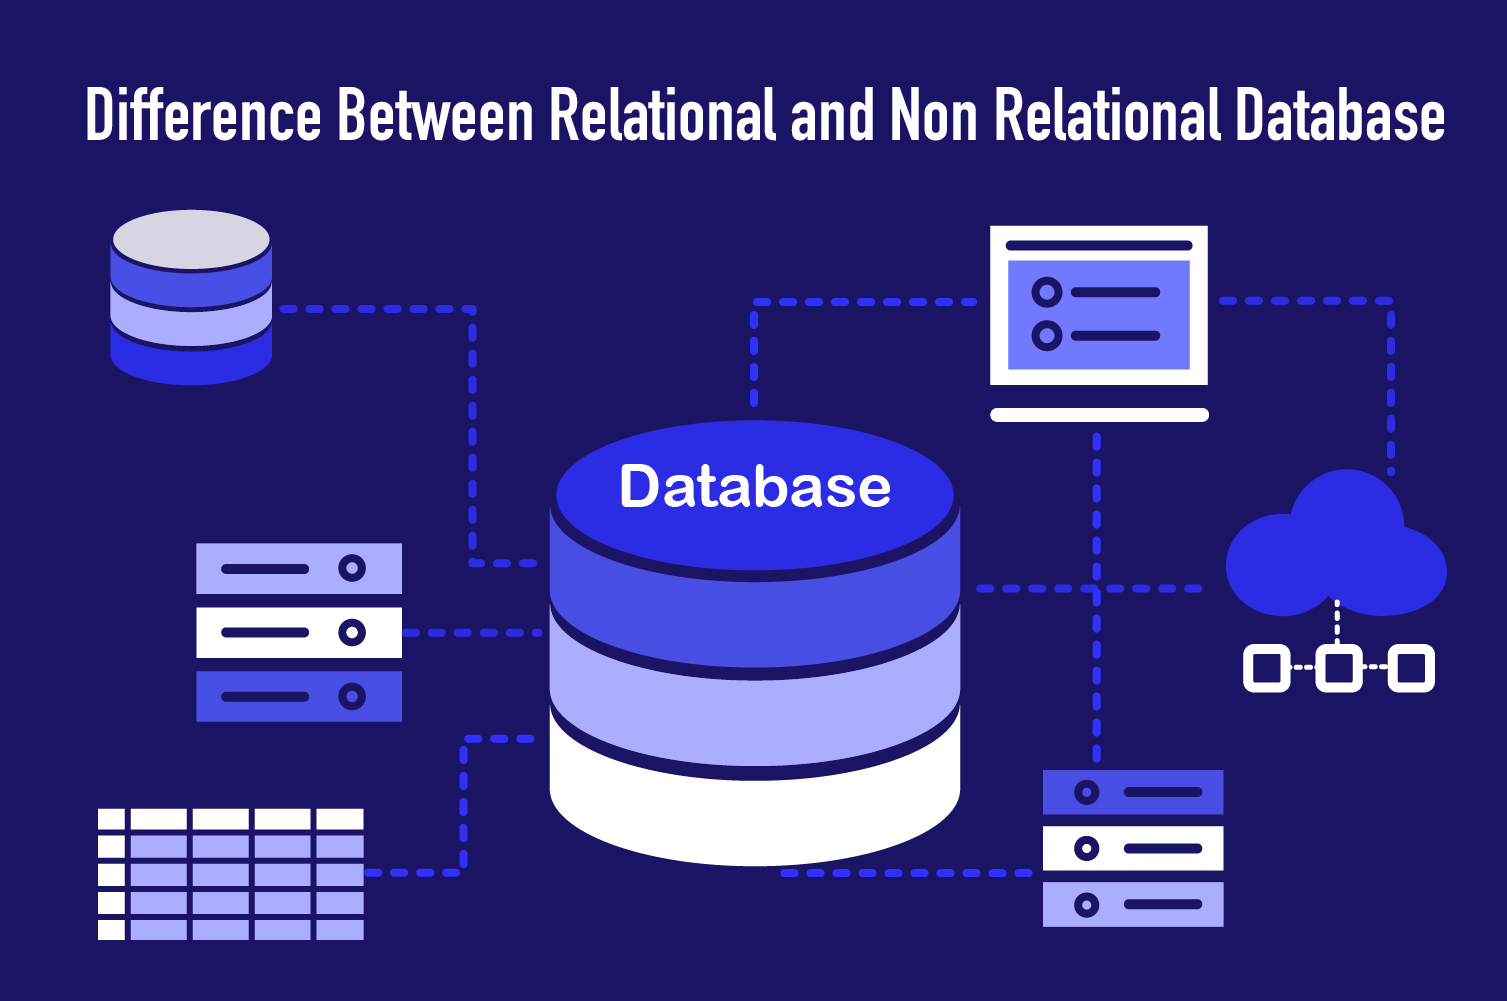 Difference Between Relational and Non Relational Database
Database